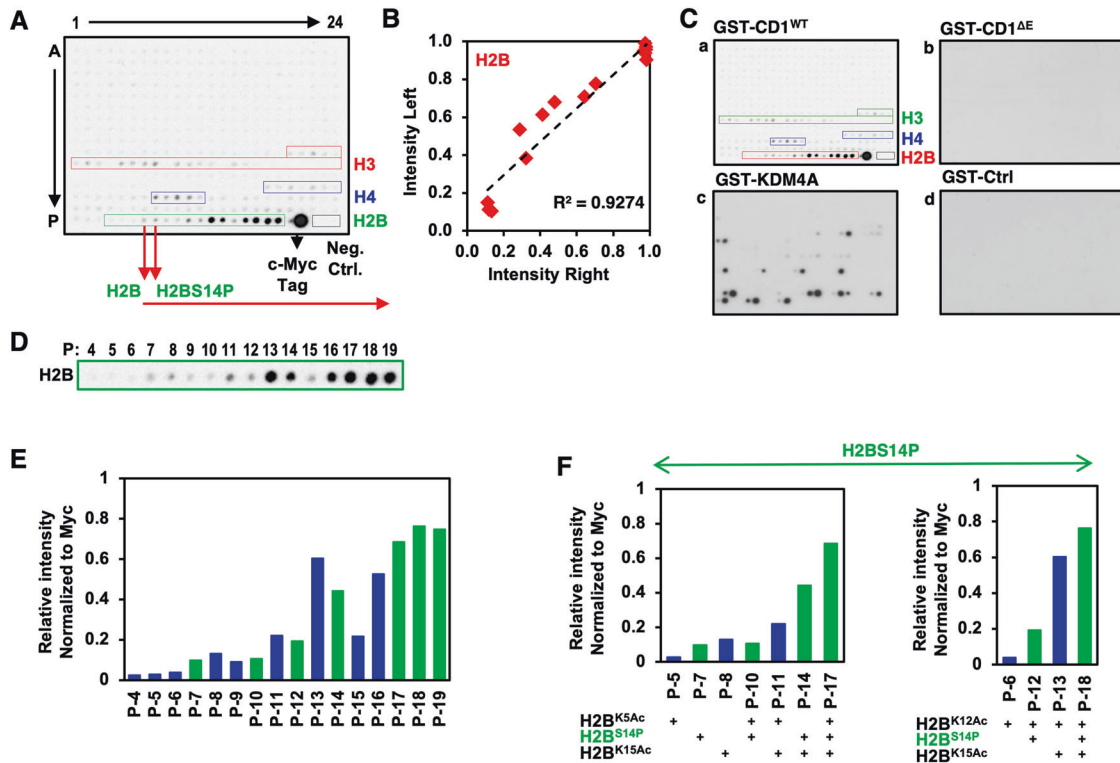 A
1 24
A
P
H3
H4
H2B
H2B H2BS14P
c-Myc
Tag
Neg.
Ctrl.
B
H2B
Intensity Left
1.0
0.8
0.6
0.4
0.2
0.0
0.0 0.2 0.4 0.6 0.8 1.0
R² = 0.9274
Intensity Right
C
GST-CD1WT
a
H3
H4
H2B
GST-CD1ΔE
b
GST-KDM4A
c
GST-Ctrl
d
D
P: 4 5 6 7 8 9 10 11 12 13 14 15 16 17 18 19
H2B
E
Relative intensity
Normalized to Myc
1
0.8
0.6
0.4
0.2
0
P-4 P-5 P-6 P-7 P-8 P-9 P-10 P-11 P-12 P-13 P-14 P-15 P-16 P-17 P-18 P-19
F
H2BS14P
Relative intensity
Normalized to Myc
1
0.8
0.6
0.4
0.2
0
P-5 P-7 P-8 P-10 P-11 P-14 P-17
H2BK5Ac + + + +
H2BS14P + + + +
H2BK15Ac + + + +
Relative intensity
Normalized to Myc
1
0.8
0.6
0.4
0.2
0
P-6 P-12 P-13 P-18
H2BK12Ac + + + +
H2BS14P + +
H2BK15Ac + +